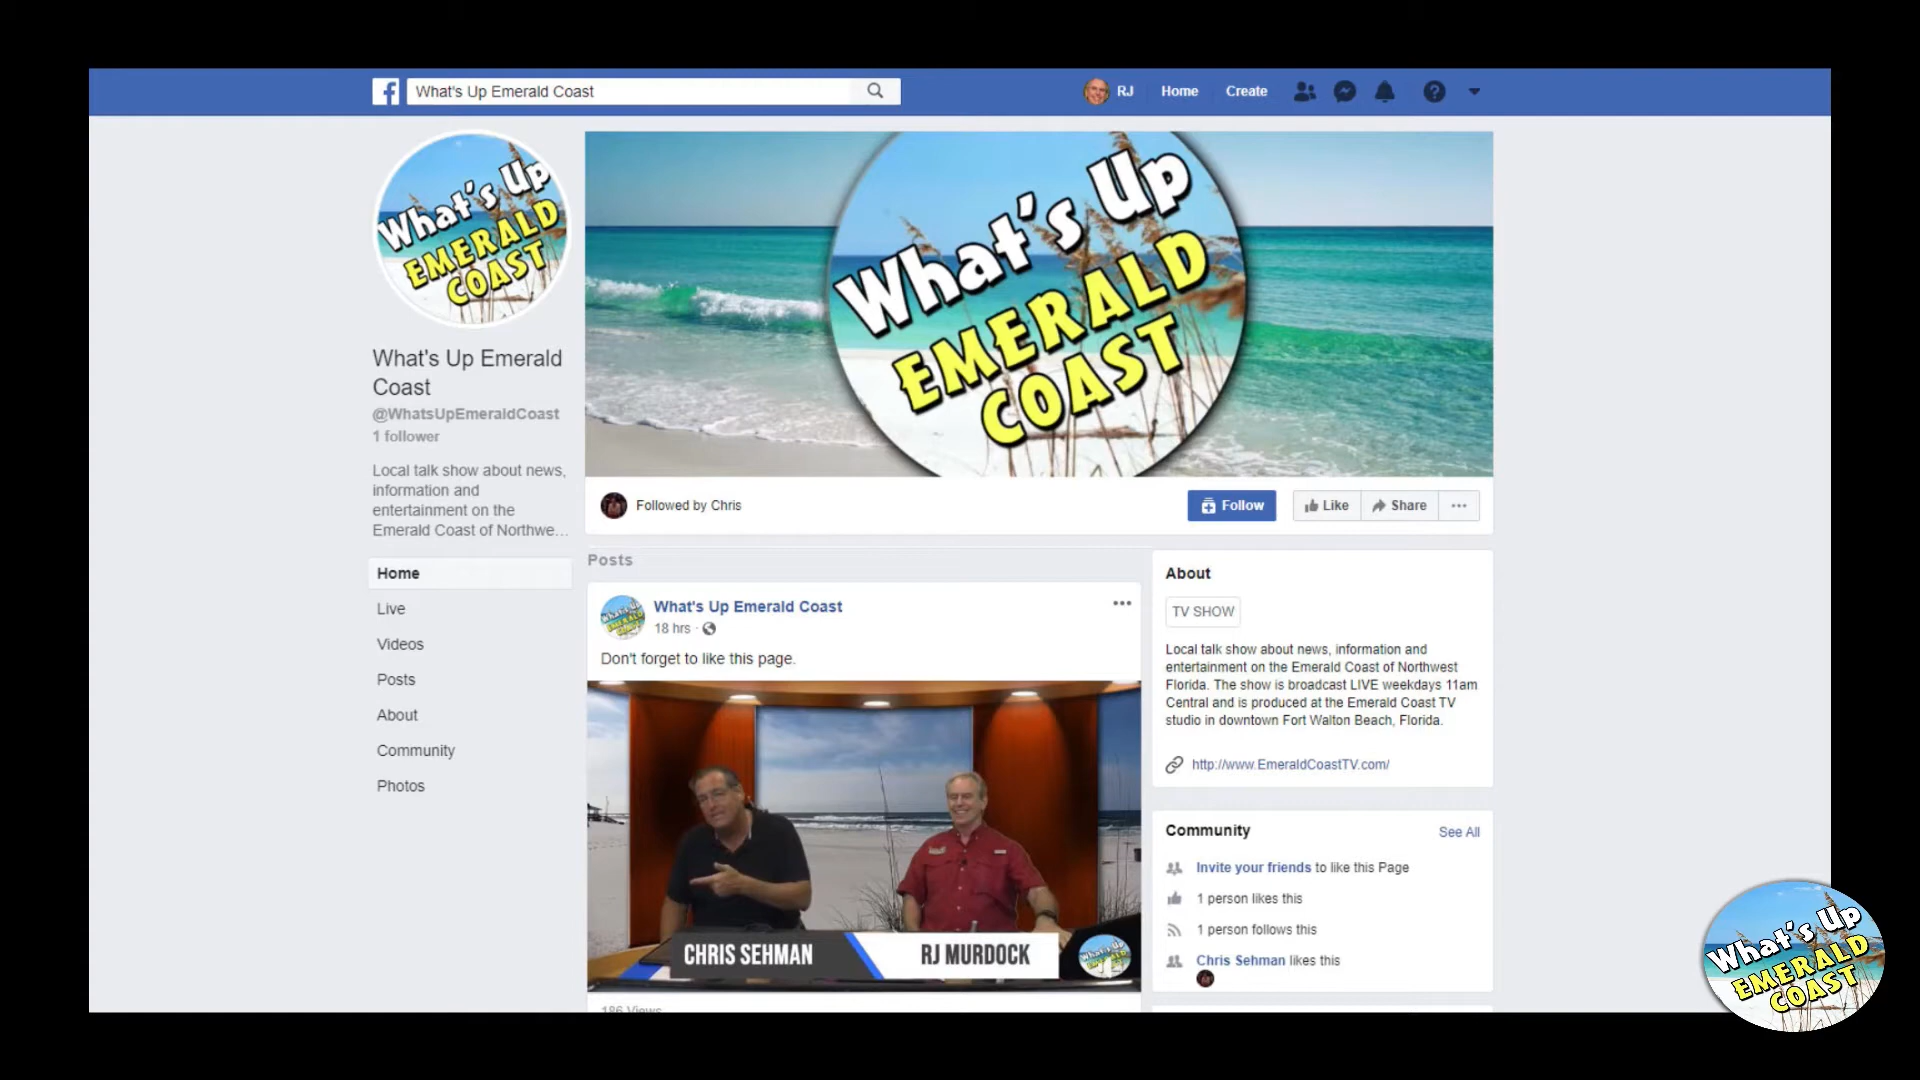 What's Up Emerald Coast
RJ
Home
Create
What's Up
EMERALD
COAST
What's Up
EMERALD
COAST
What's Up Emerald
Coast
@WhatsUpEmeraldCoast
1 follower
Local talk show about news,
information and
entertainment on the
Emerald Coast of Northwe...
Home
Live
Videos
Posts
About
Community
Photos
Followed by Chris
Follow
Like
Share
Posts
What's Up Emerald Coast
18 hrs ·
Don't forget to like this page.
CHRIS SEHMAN
RJ MURDOCK
What's Up
EMERALD
COAST
186 Views
About
TV SHOW
Local talk show about news, information and
entertainment on the Emerald Coast of Northwest
Florida. The show is broadcast LIVE weekdays 11am
Central and is produced at the Emerald Coast TV
studio in downtown Fort Walton Beach, Florida.
http://www.EmeraldCoastTV.com/
Community
See All
Invite your friends to like this Page
1 person likes this
1 person follows this
Chris Sehman likes this
What's Up
EMERALD
COAST